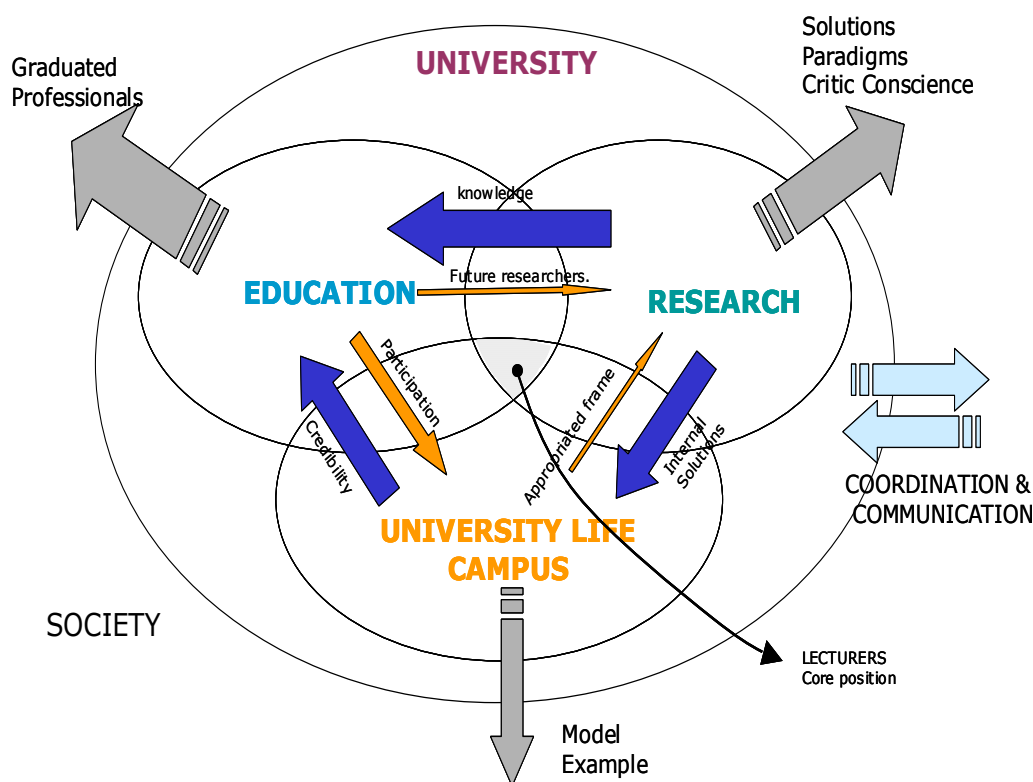 Solutions
Paradigms
Critic Conscience
UNIVERSITY
Graduated
Professionals
knowledge
Future researchers.
EDUCATION
RESEARCH
Participation
Credibility
Appropriated frame
Internal
Solutions
COORDINATION &
COMMUNICATION
UNIVERSITY LIFE
CAMPUS
SOCIETY
LECTURERS
Core position
Model
Example